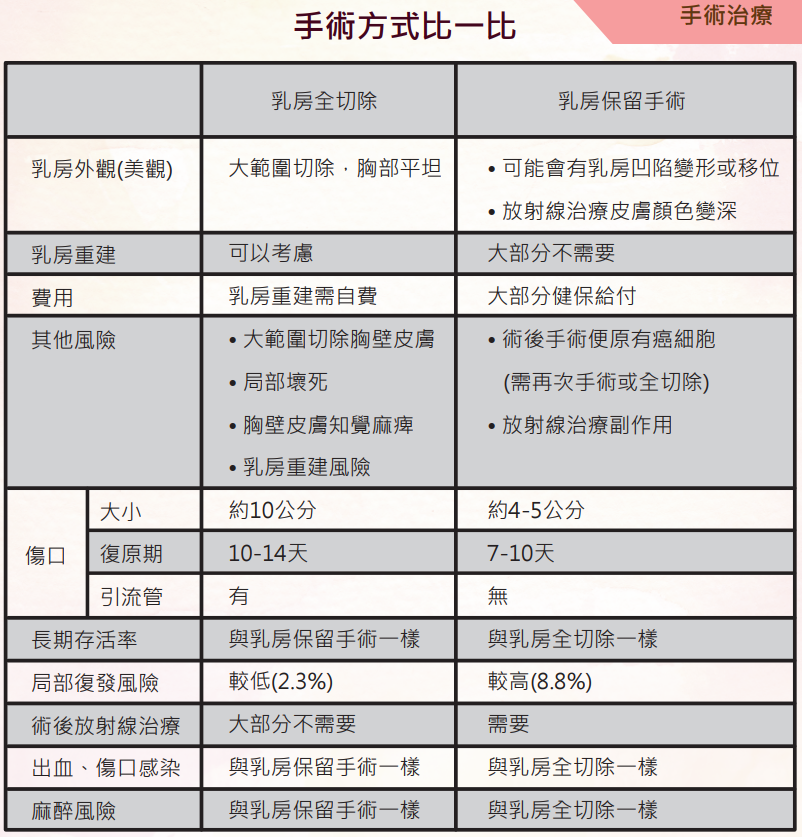 手術治療
手術方式比一比
乳房全切除 乳房保留手術
乳房外觀(美觀) 大範圍切除，胸部平坦 • 可能會有乳房凹陷變形或移位
• 放射線治療皮膚顏色變深
乳房重建 可以考慮 大部分不需要
費用 乳房重建需自費 大部分健保給付
其他風險 • 大範圍切除胸壁皮膚 • 術後手術便原有癌細胞
• 局部壞死 (需再次手術或全切除)
• 胸壁皮膚知覺麻痺 • 放射線治療副作用
• 乳房重建風險
傷口 大小 約10公分 約4-5公分
復原期 10-14天 7-10天
引流管 有 無
長期存活率 與乳房保留手術一樣 與乳房全切除一樣
局部復發風險 較低(2.3%) 較高(8.8%)
術後放射線治療 大部分不需要 需要
出血、傷口感染 與乳房保留手術一樣 與乳房全切除一樣
麻醉風險 與乳房保留手術一樣 與乳房全切除一樣